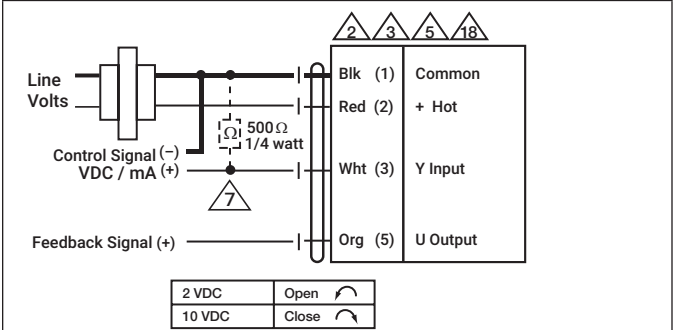 2 3 5 18
Line
Volts
Blk (1) Common
Red (2) + Hot
Ω 500 Ω
1/4 watt
Control Signal (–)
VDC / mA (+)
Wht (3) Y Input
7
Feedback Signal (+)
Org (5) U Output
2 VDC Open
10 VDC Close